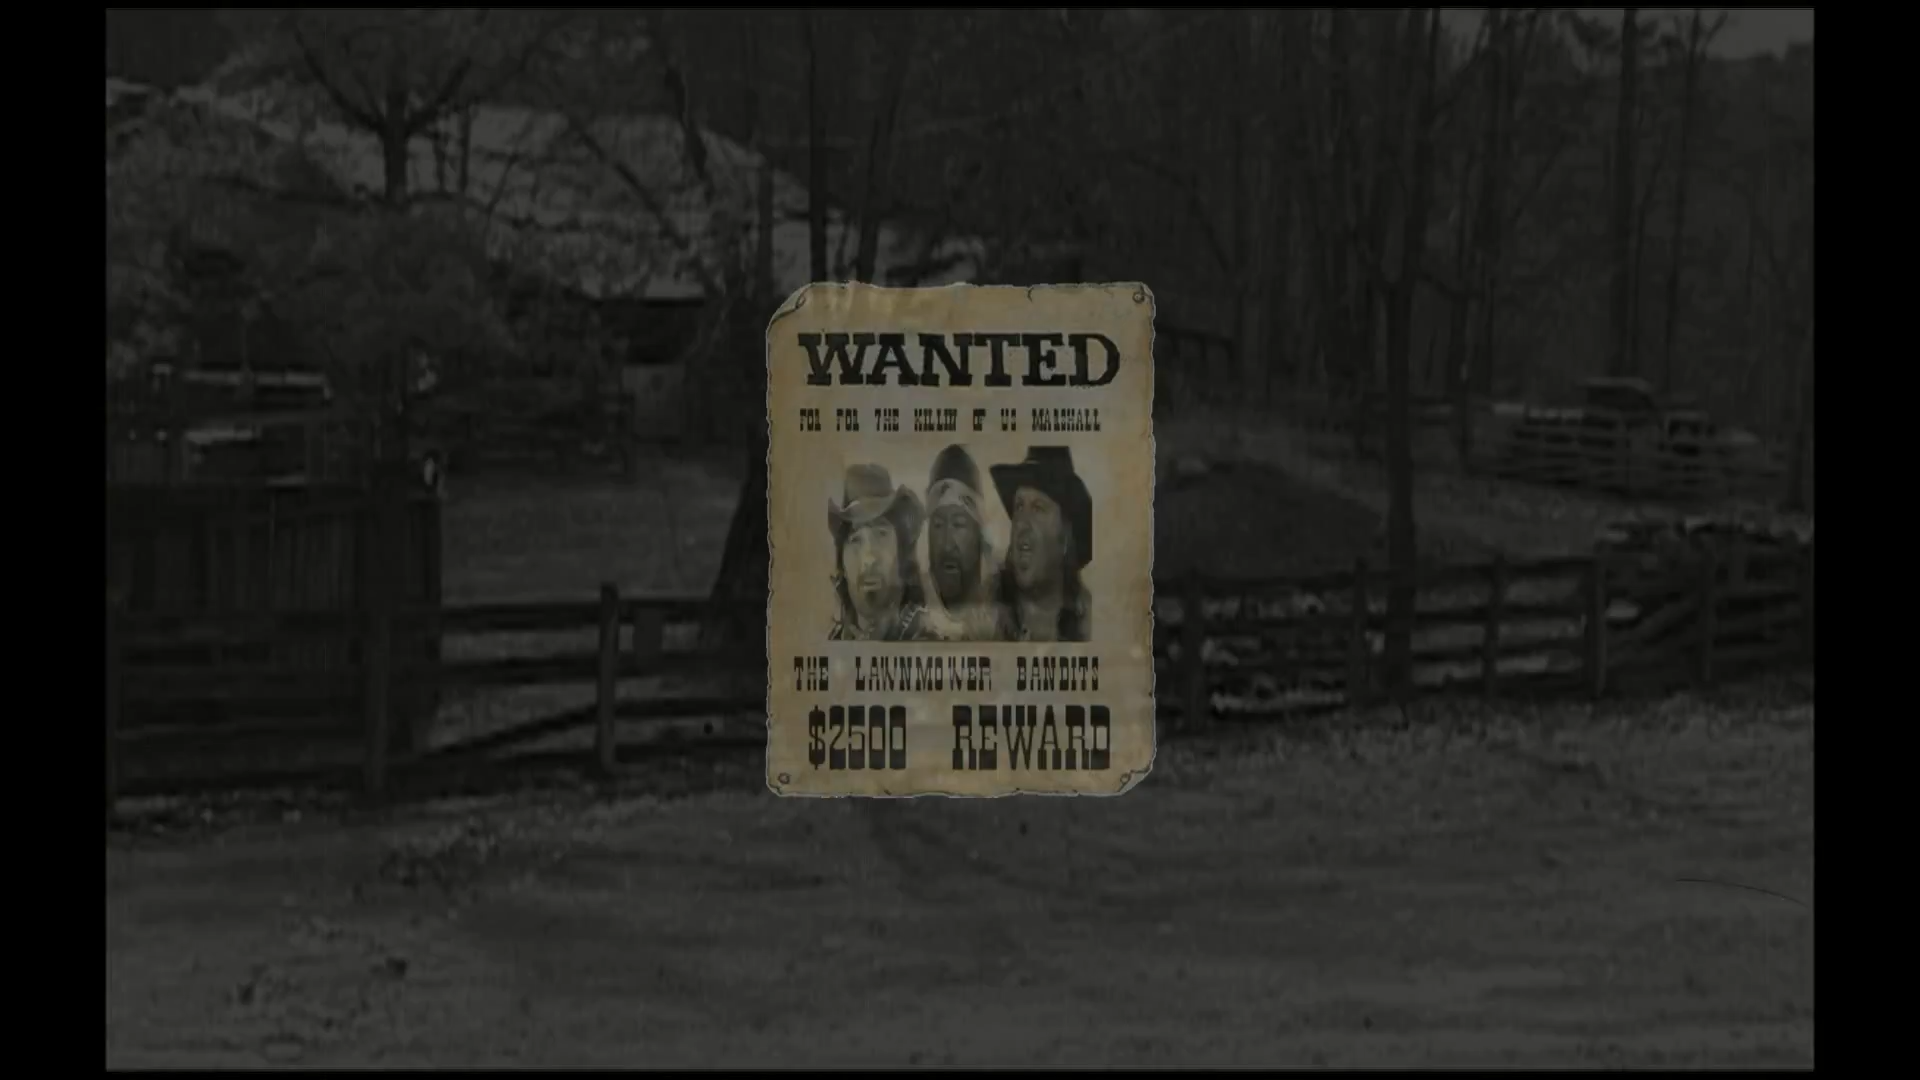 WANTED
FOR FOR THE KILLIN OF US MARSHALL
THE LAWNMOWER BANDITS
$2500 REWARD